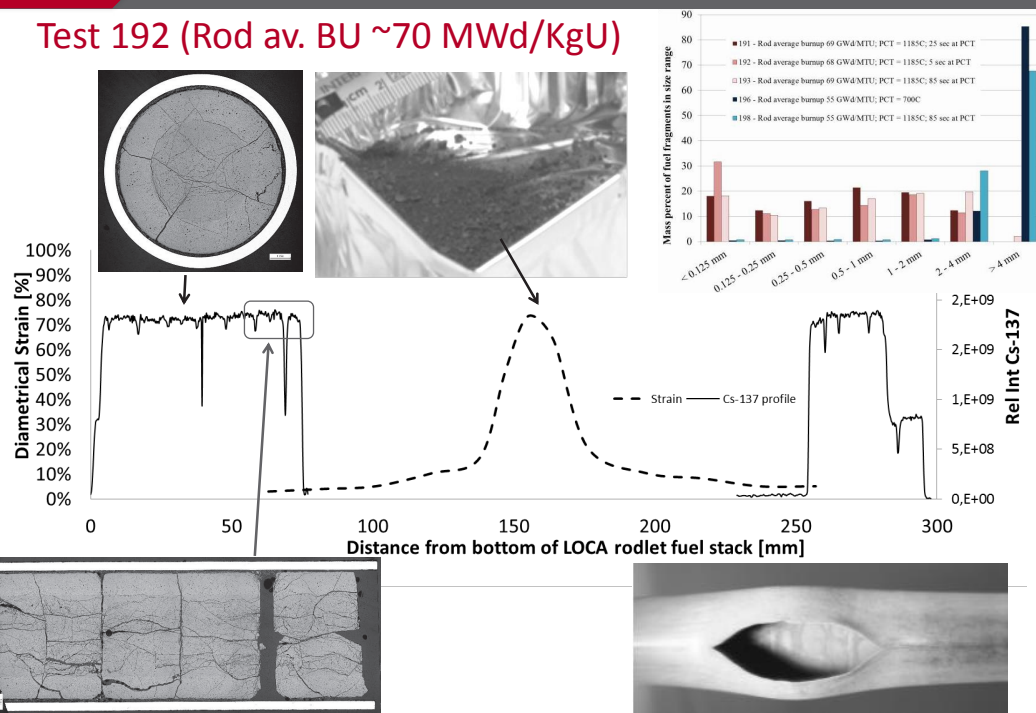 Test 192 (Rod av. BU ~70 MWd/KgU)
cm
Mass percent of fuel fragments in size range
90
80
70
60
50
40
30
20
10
0
191 - Rod average burnup 69 GWd/MTU; PCT = 1185C; 25 sec at PCT
192 - Rod average burnup 68 GWd/MTU; PCT = 1185C; 5 sec at PCT
193 - Rod average burnup 69 GWd/MTU; PCT = 1185C; 85 sec at PCT
196 - Rod average burnup 55 GWd/MTU; PCT = 700C
198 - Rod average burnup 55 GWd/MTU; PCT = 1185C; 85 sec at PCT
< 0.125 mm
0.125 - 0.25 mm
0.25 - 0.5 mm
0.5 - 1 mm
1 - 2 mm
2 - 4 mm
> 4 mm
Diametrical Strain [%]
100%
90%
80%
70%
60%
50%
40%
30%
20%
10%
0%
Strain
Cs-137 profile
2,E+09
2,E+09
1,E+09
5,E+08
0,E+00
Rel Int Cs-137
0 50 100 150 200 250 300
Distance from bottom of LOCA rodlet fuel stack [mm]